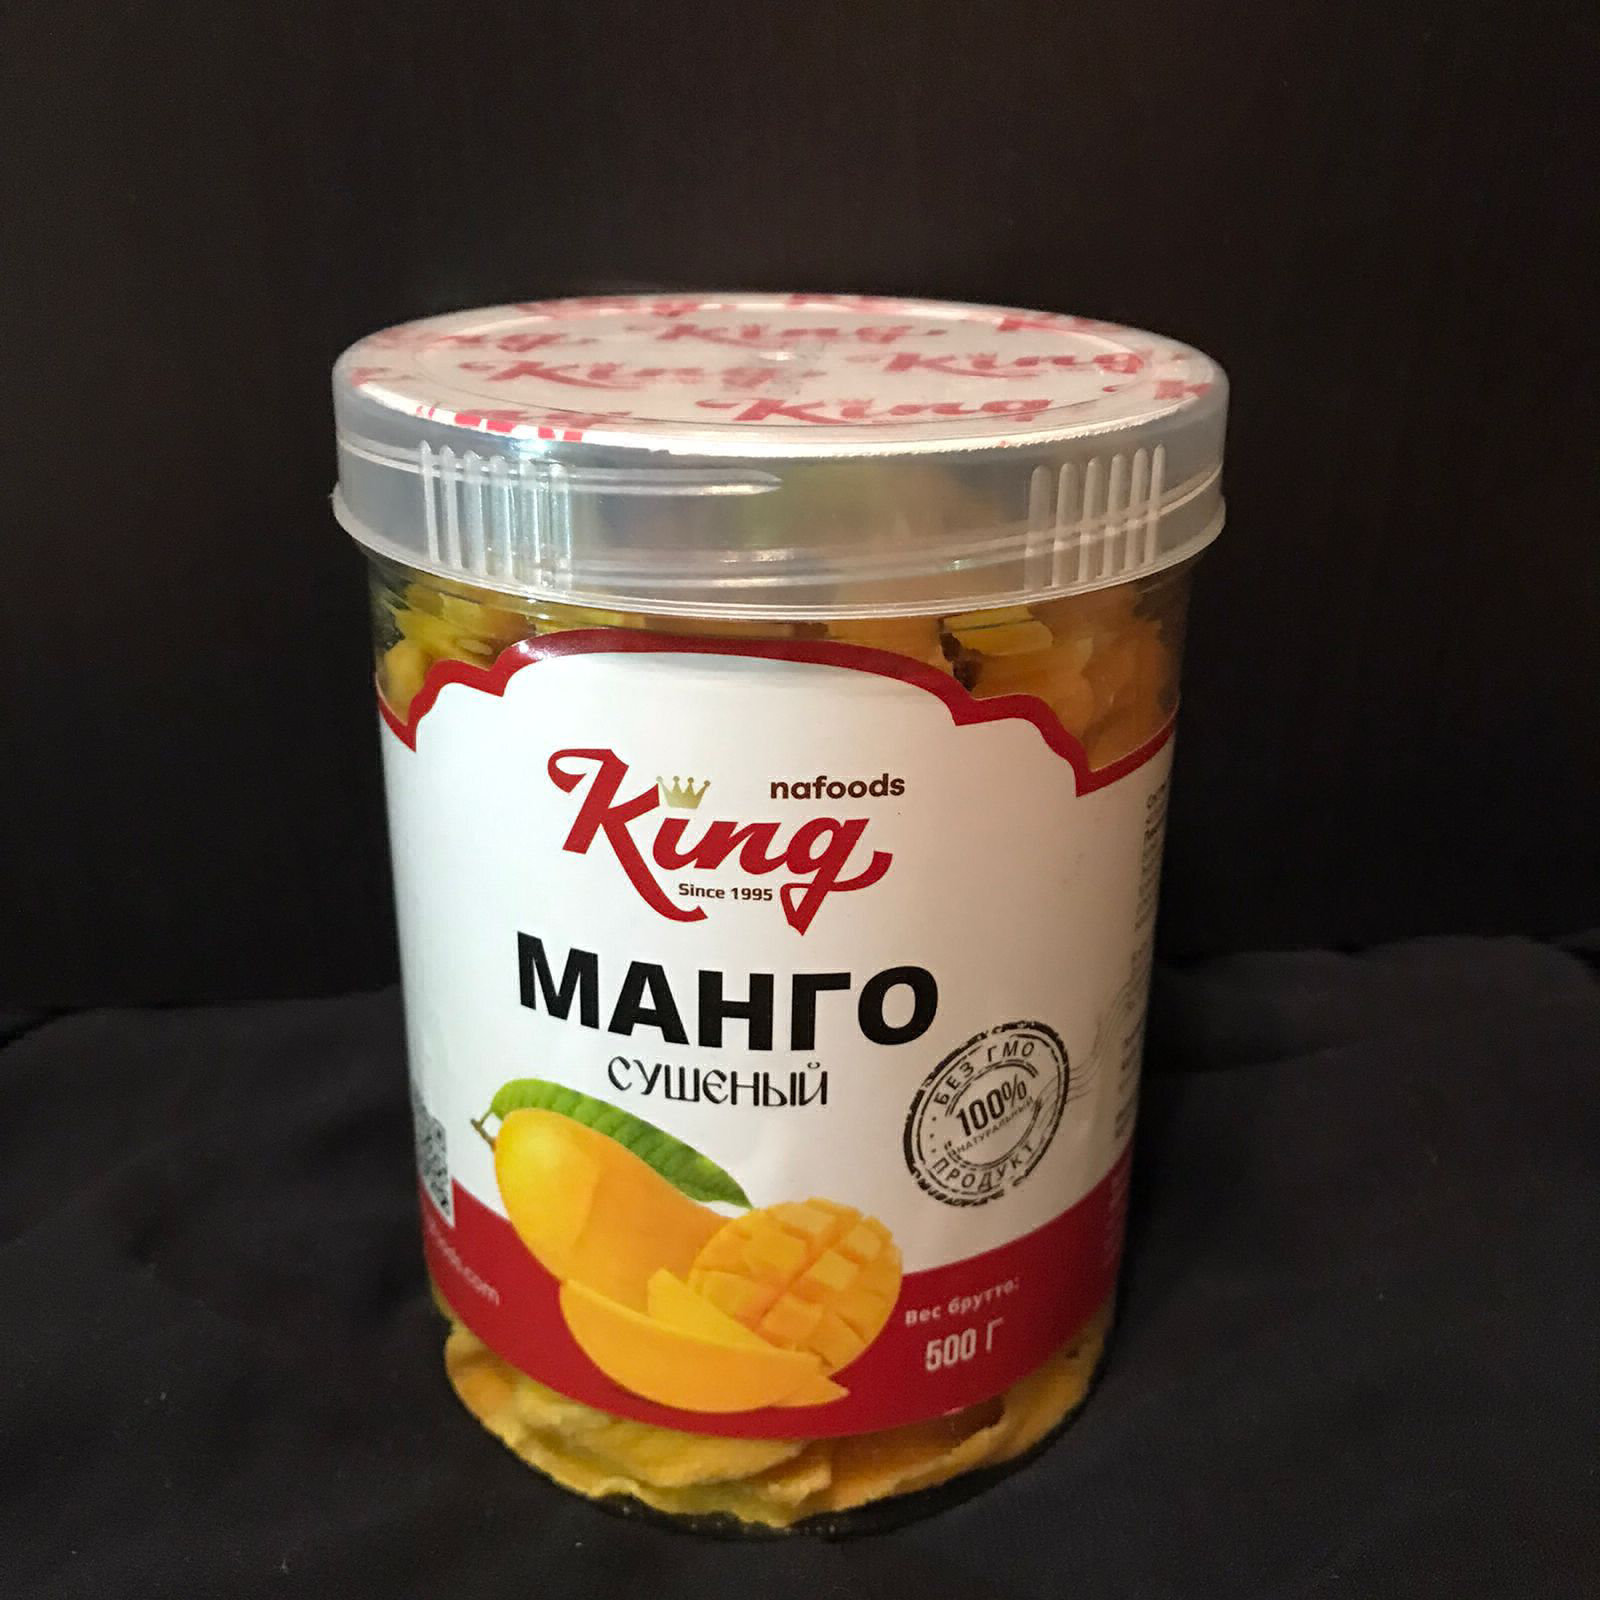 King.
King.
King.
King
nafoods
King
Since 1995
МАНГО
СУШЕНЫЙ
БЕЗ ГМО
100%
НАТУРАЛЬНЫЙ
ПРОДУКТ
Вес брутто:
500 Г